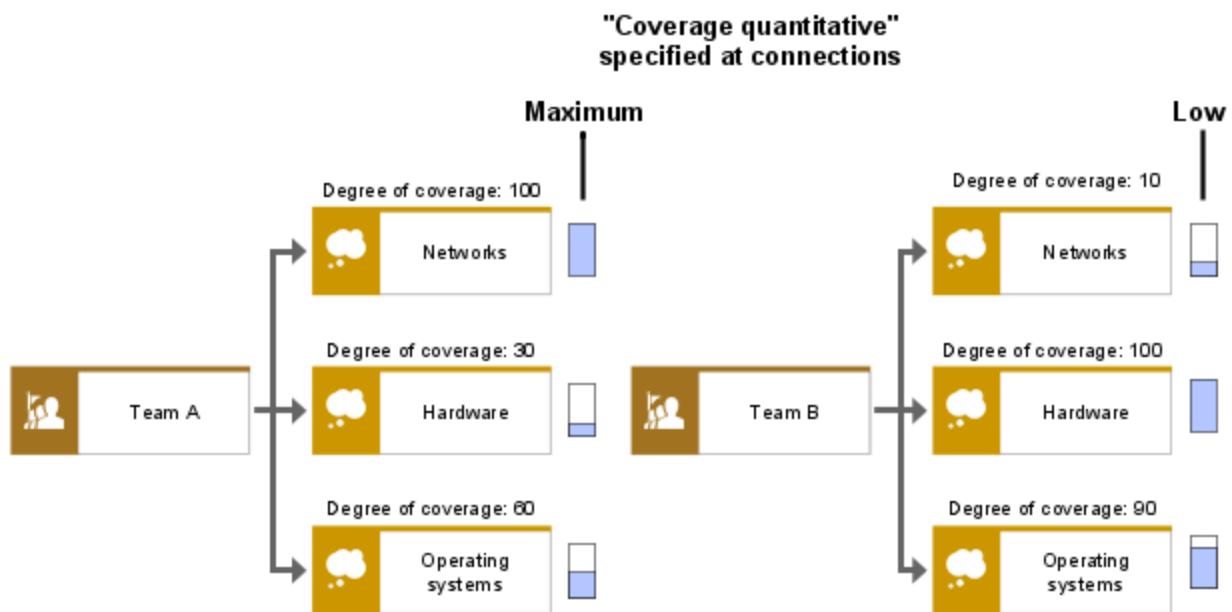 "Coverage quantitative"
specified at connections
Maximum
Low
Degree of coverage: 100
Networks
Degree of coverage: 10
Networks
Team A
Degree of coverage: 30
Hardware
Team B
Degree of coverage: 100
Hardware
Degree of coverage: 60
Operating
systems
Degree of coverage: 90
Operating
systems